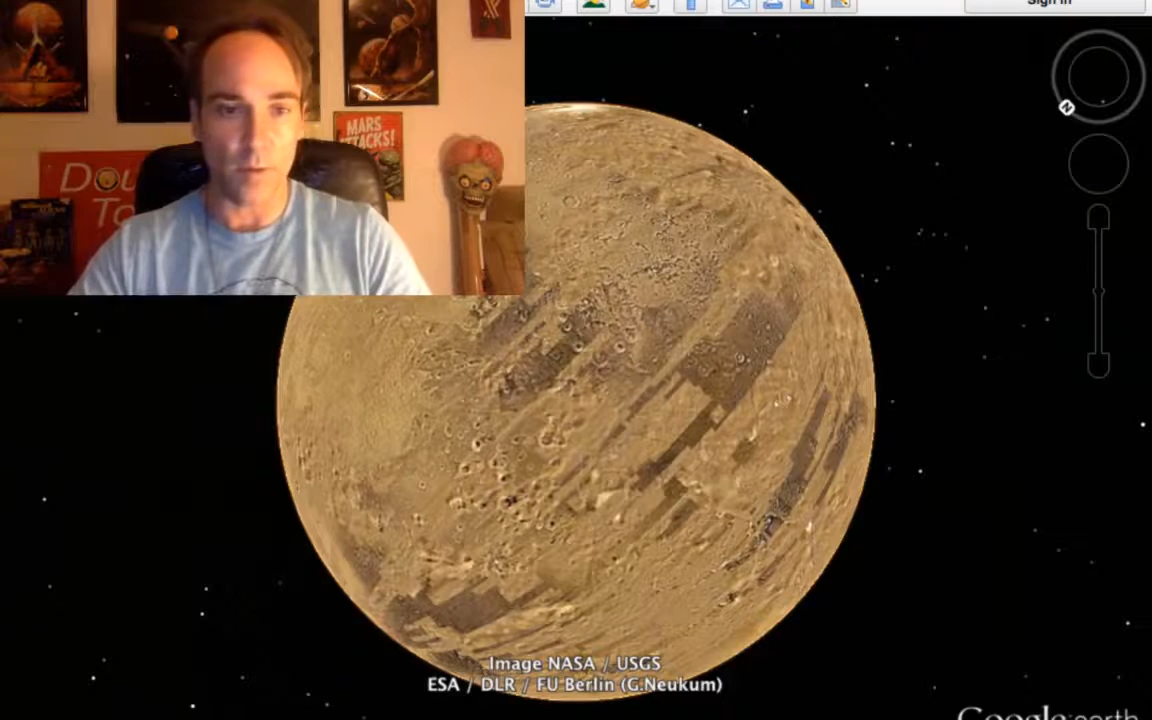 Sign in
N
MARS
ATTACKS!
Image NASA / USGS
ESA / DLR / FU Berlin (G.Neukum)
Google earth